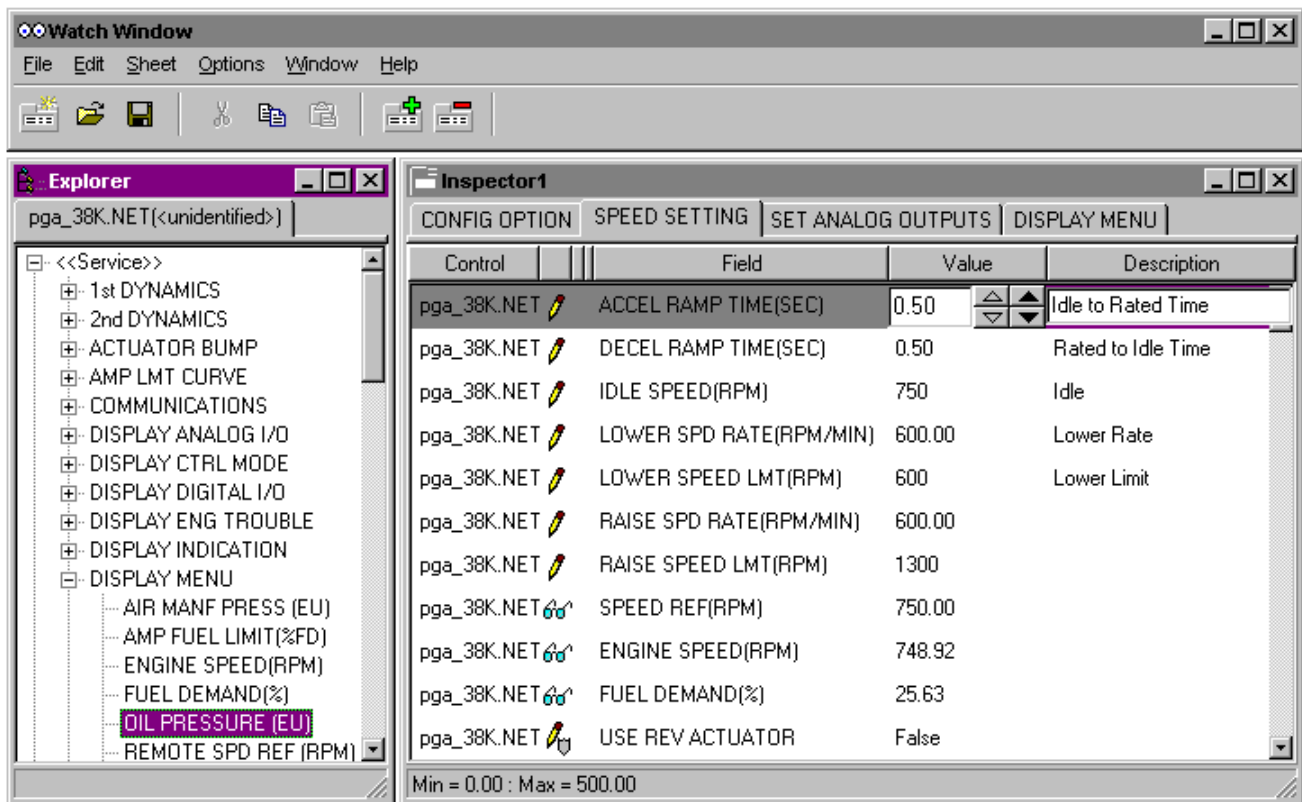 Watch Window
File Edit Sheet Options Window Help
Explorer
pga_38K.NET(<unidentified>)
<<Service>>
1st DYNAMICS
2nd DYNAMICS
ACTUATOR BUMP
AMP LMT CURVE
COMMUNICATIONS
DISPLAY ANALOG I/O
DISPLAY CTRL MODE
DISPLAY DIGITAL I/O
DISPLAY ENG TROUBLE
DISPLAY INDICATION
DISPLAY MENU
AIR MANF PRESS (EU)
AMP FUEL LIMIT(%FD)
ENGINE SPEED(RPM)
FUEL DEMAND(%)
OIL PRESSURE (EU)
REMOTE SPD REF (RPM)
Inspector1
CONFIG OPTION SPEED SETTING SET ANALOG OUTPUTS DISPLAY MENU
Control Field Value Description
pga_38K.NET ACCEL RAMP TIME(SEC) 0.50 Idle to Rated Time
pga_38K.NET DECEL RAMP TIME(SEC) 0.50 Rated to Idle Time
pga_38K.NET IDLE SPEED(RPM) 750 Idle
pga_38K.NET LOWER SPD RATE(RPM/MIN) 600.00 Lower Rate
pga_38K.NET LOWER SPEED LMT(RPM) 600 Lower Limit
pga_38K.NET RAISE SPD RATE(RPM/MIN) 600.00
pga_38K.NET RAISE SPEED LMT(RPM) 1300
pga_38K.NET SPEED REF(RPM) 750.00
pga_38K.NET ENGINE SPEED(RPM) 748.92
pga_38K.NET FUEL DEMAND(%) 25.63
pga_38K.NET USE REV ACTUATOR False
Min = 0.00 : Max = 500.00